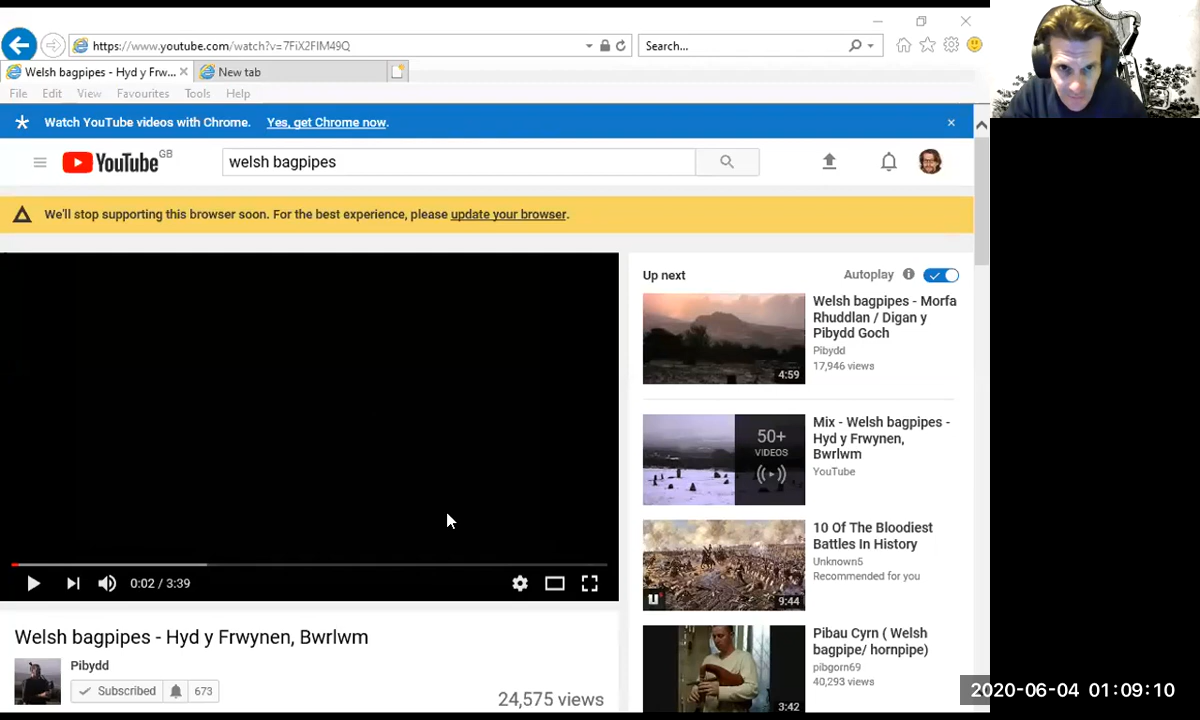 https://www.youtube.com/watch?v=7FiX2FIM49Q
Search...
Welsh bagpipes - Hyd y Frw...
New tab
File Edit View Favourites Tools Help
Watch YouTube videos with Chrome. Yes, get Chrome now.
YouTube GB
welsh bagpipes
We'll stop supporting this browser soon. For the best experience, please update your browser.
Up next
Autoplay
Welsh bagpipes - Morfa
Rhuddlan / Digan y
Pibydd Goch
Pibydd
17,946 views
4:59
50+
VIDEOS
Mix - Welsh bagpipes -
Hyd y Frwynen,
Bwrlwm
YouTube
10 Of The Bloodiest
Battles In History
Unknown5
Recommended for you
9:44
Pibau Cyrn ( Welsh
bagpipe/ hornpipe)
pibgorn69
40,293 views
3:42
0:02 / 3:39
Welsh bagpipes - Hyd y Frwynen, Bwrlwm
Pibydd
Subscribed
673
24,575 views
2020-06-04 01:09:10